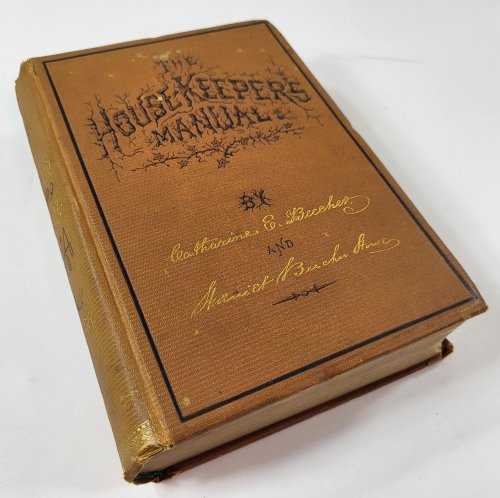 THE
HOUSEKEEPERS
MANUAL
BY
Catharine E. Beecher.
AND
Harriet Beecher Stowe